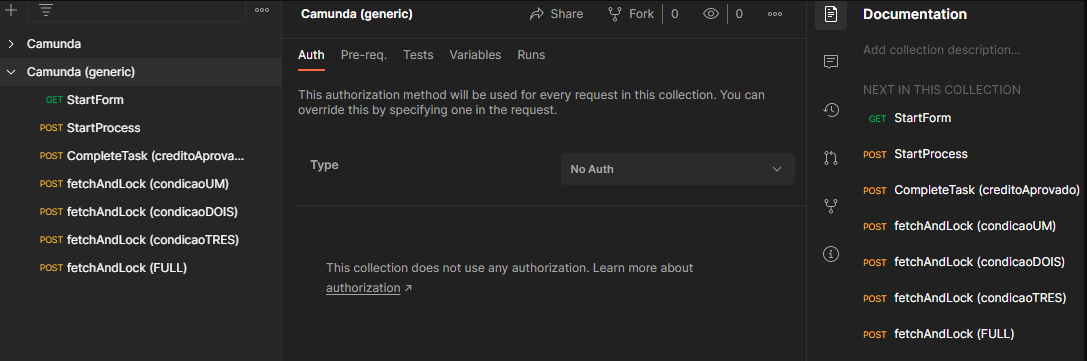 Camunda
Camunda (generic)
GET StartForm
POST StartProcess
POST CompleteTask (creditoAprova...
POST fetchAndLock (condicaoUM)
POST fetchAndLock (condicaoDOIS)
POST fetchAndLock (condicaoTRES)
POST fetchAndLock (FULL)
Camunda (generic)
Share
Fork
0
0
Auth Pre-req. Tests Variables Runs
This authorization method will be used for every request in this collection. You can
override this by specifying one in the request.
Type
No Auth
This collection does not use any authorization. Learn more about
authorization ↗
Documentation
Add collection description...
NEXT IN THIS COLLECTION
GET StartForm
POST StartProcess
POST CompleteTask (creditoAprovado)
POST fetchAndLock (condicaoUM)
POST fetchAndLock (condicaoDOIS)
POST fetchAndLock (condicaoTRES)
POST fetchAndLock (FULL)